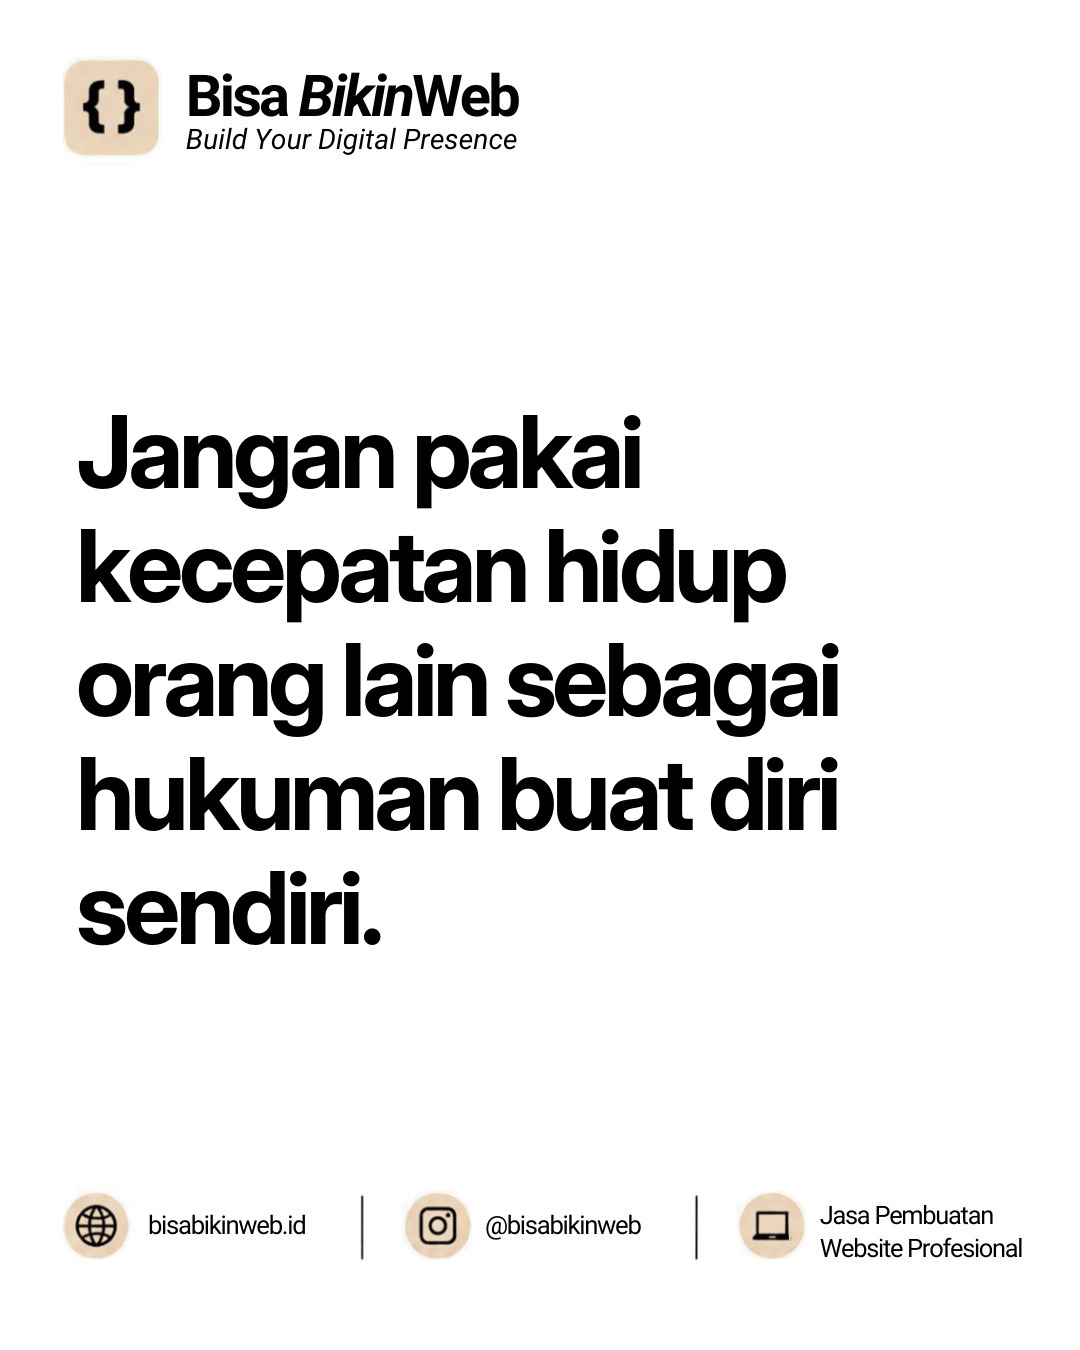 { }
Bisa BikinWeb
Build Your Digital Presence
Jangan pakai
kecepatan hidup
orang lain sebagai
hukuman buat diri
sendiri.
bisabikinweb.id
@bisabikinweb
Jasa Pembuatan
Website Profesional